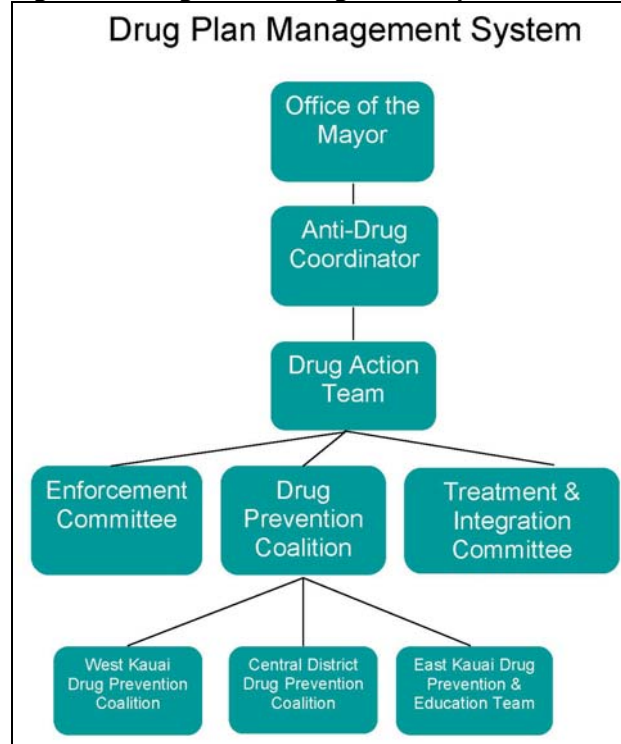 Drug Plan Management System
Office of the
Mayor
Anti-Drug
Coordinator
Drug Action
Team
Enforcement
Committee
Drug
Prevention
Coalition
Treatment &
Integration
Committee
West Kauai
Drug Prevention
Coalition
Central District
Drug Prevention
Coalition
East Kauai Drug
Prevention &
Education Team